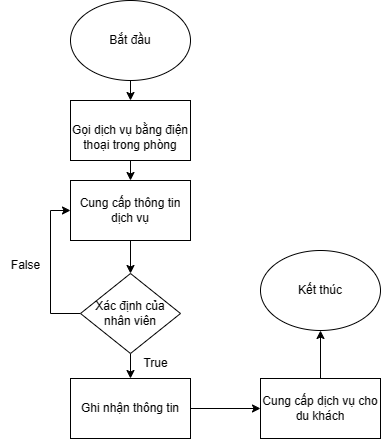 Bắt đầu
Gọi dịch vụ bằng điện
thoại trong phòng
Cung cấp thông tin
dịch vụ
False
Xác định của
nhân viên
True
Ghi nhận thông tin
Cung cấp dịch vụ cho
du khách
Kết thúc